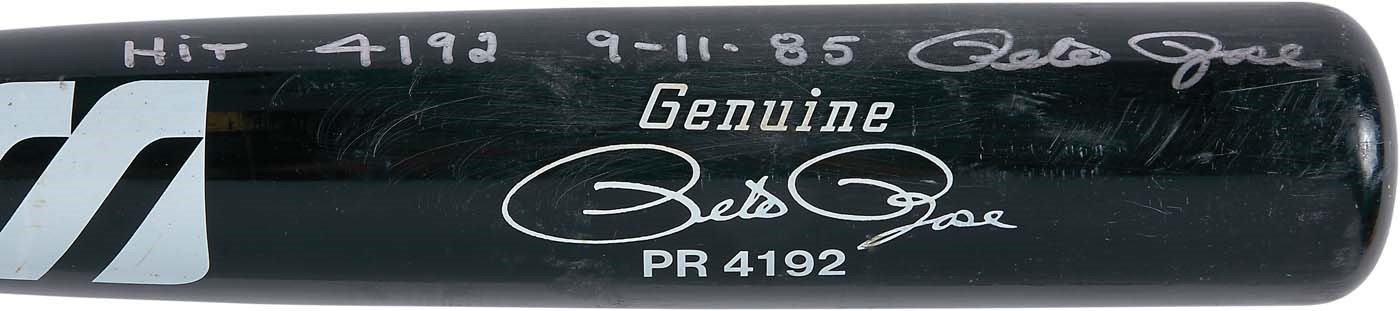 Hit 4192 9-11-85 Pete Rose
Genuine
Pete Rose
PR 4192